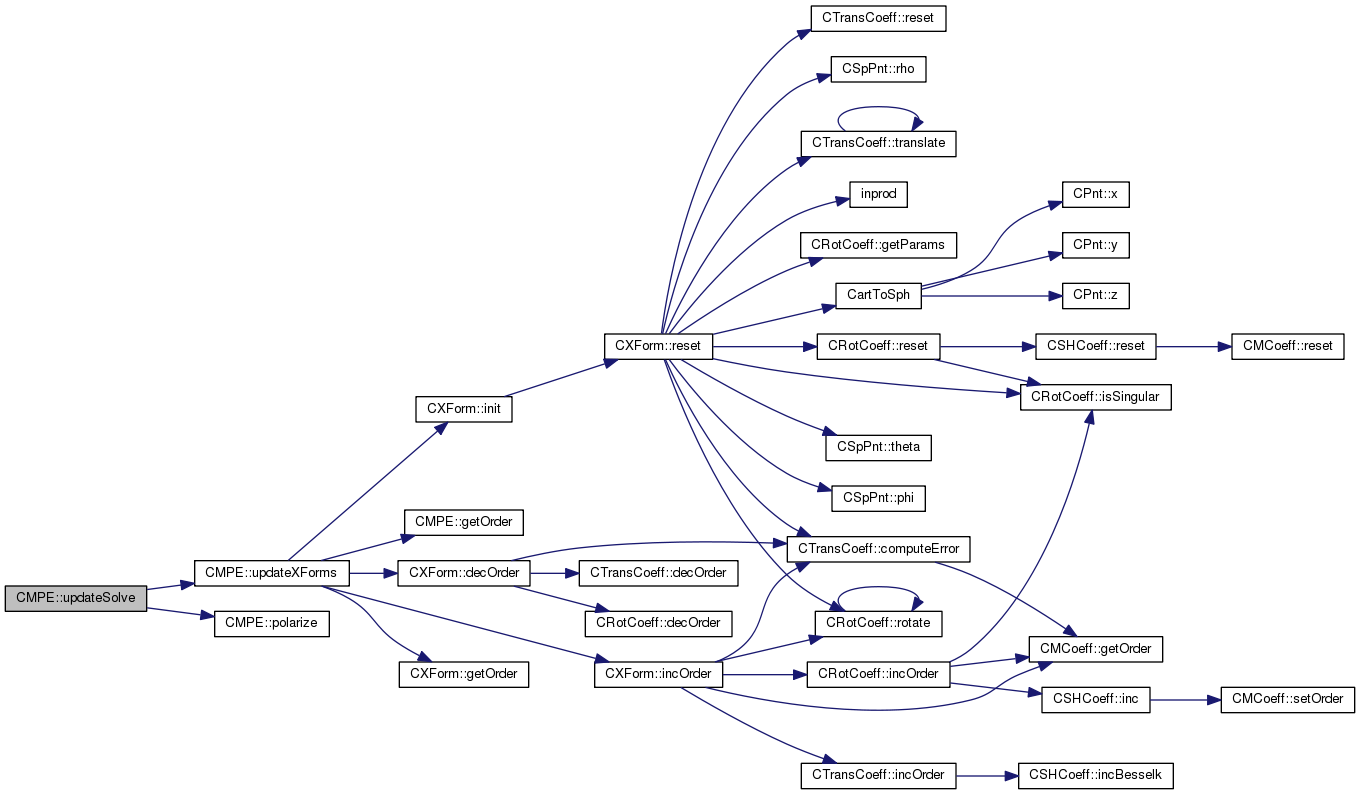 CTransCoeff::reset
CSpPnt::rho
CTransCoeff::translate
inprod
CPnt::x
CRotCoeff::getParams
CPnt::y
CartToSph
CPnt::z
CXForm::reset
CRotCoeff::reset
CSHCoeff::reset
CMCoeff::reset
CRotCoeff::isSingular
CXForm::init
CSpPnt::theta
CSpPnt::phi
CMPE::getOrder
CTransCoeff::computeError
CMPE::updateXForms
CXForm::decOrder
CTransCoeff::decOrder
CMPE::updateSolve
CMPE::polarize
CRotCoeff::decOrder
CRotCoeff::rotate
CMCoeff::getOrder
CXForm::getOrder
CXForm::incOrder
CRotCoeff::incOrder
CSHCoeff::inc
CMCoeff::setOrder
CTransCoeff::incOrder
CSHCoeff::incBesselk